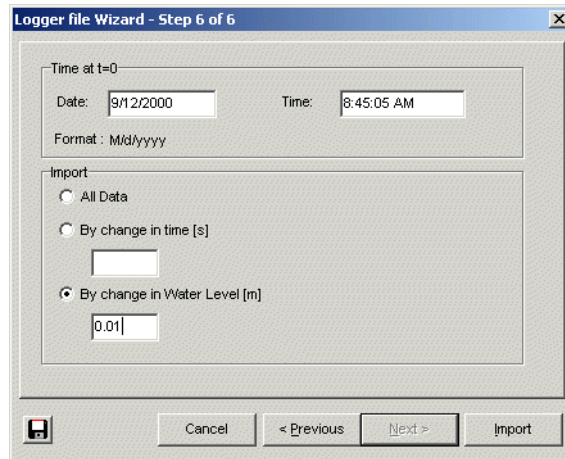 Logger file Wizard - Step 6 of 6
Time at t=0
Date: 9/12/2000 Time: 8:45:05 AM
Format : M/d/yyyy
Import
All Data
By change in time [s]
By change in Water Level [m]
0.01
Cancel < Previous Next > Import